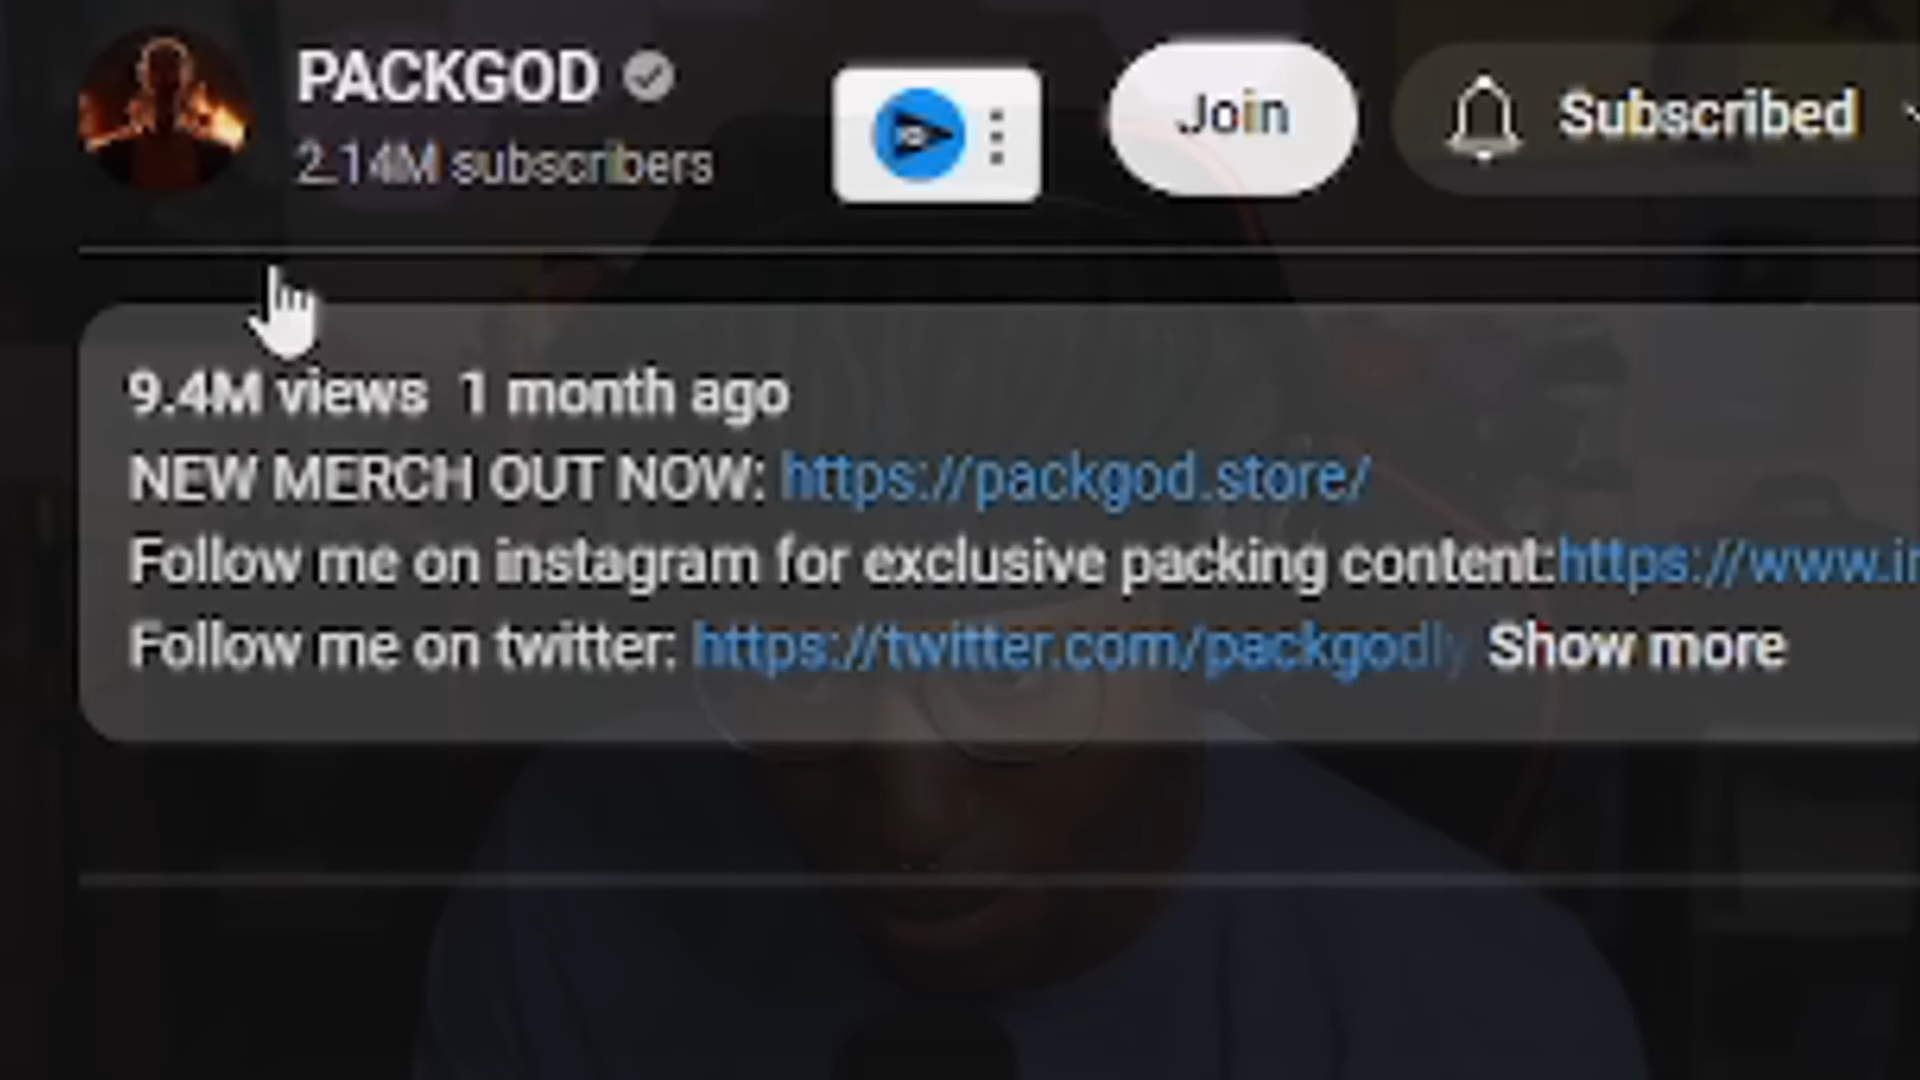 PACKGOD
2.14M subscribers
Join
Subscribed
9.4M views 1 month ago
NEW MERCH OUT NOW: https://packgod.store/
Follow me on instagram for exclusive packing content:https://www.in
Follow me on twitter: https://twitter.com/packgodly Show more